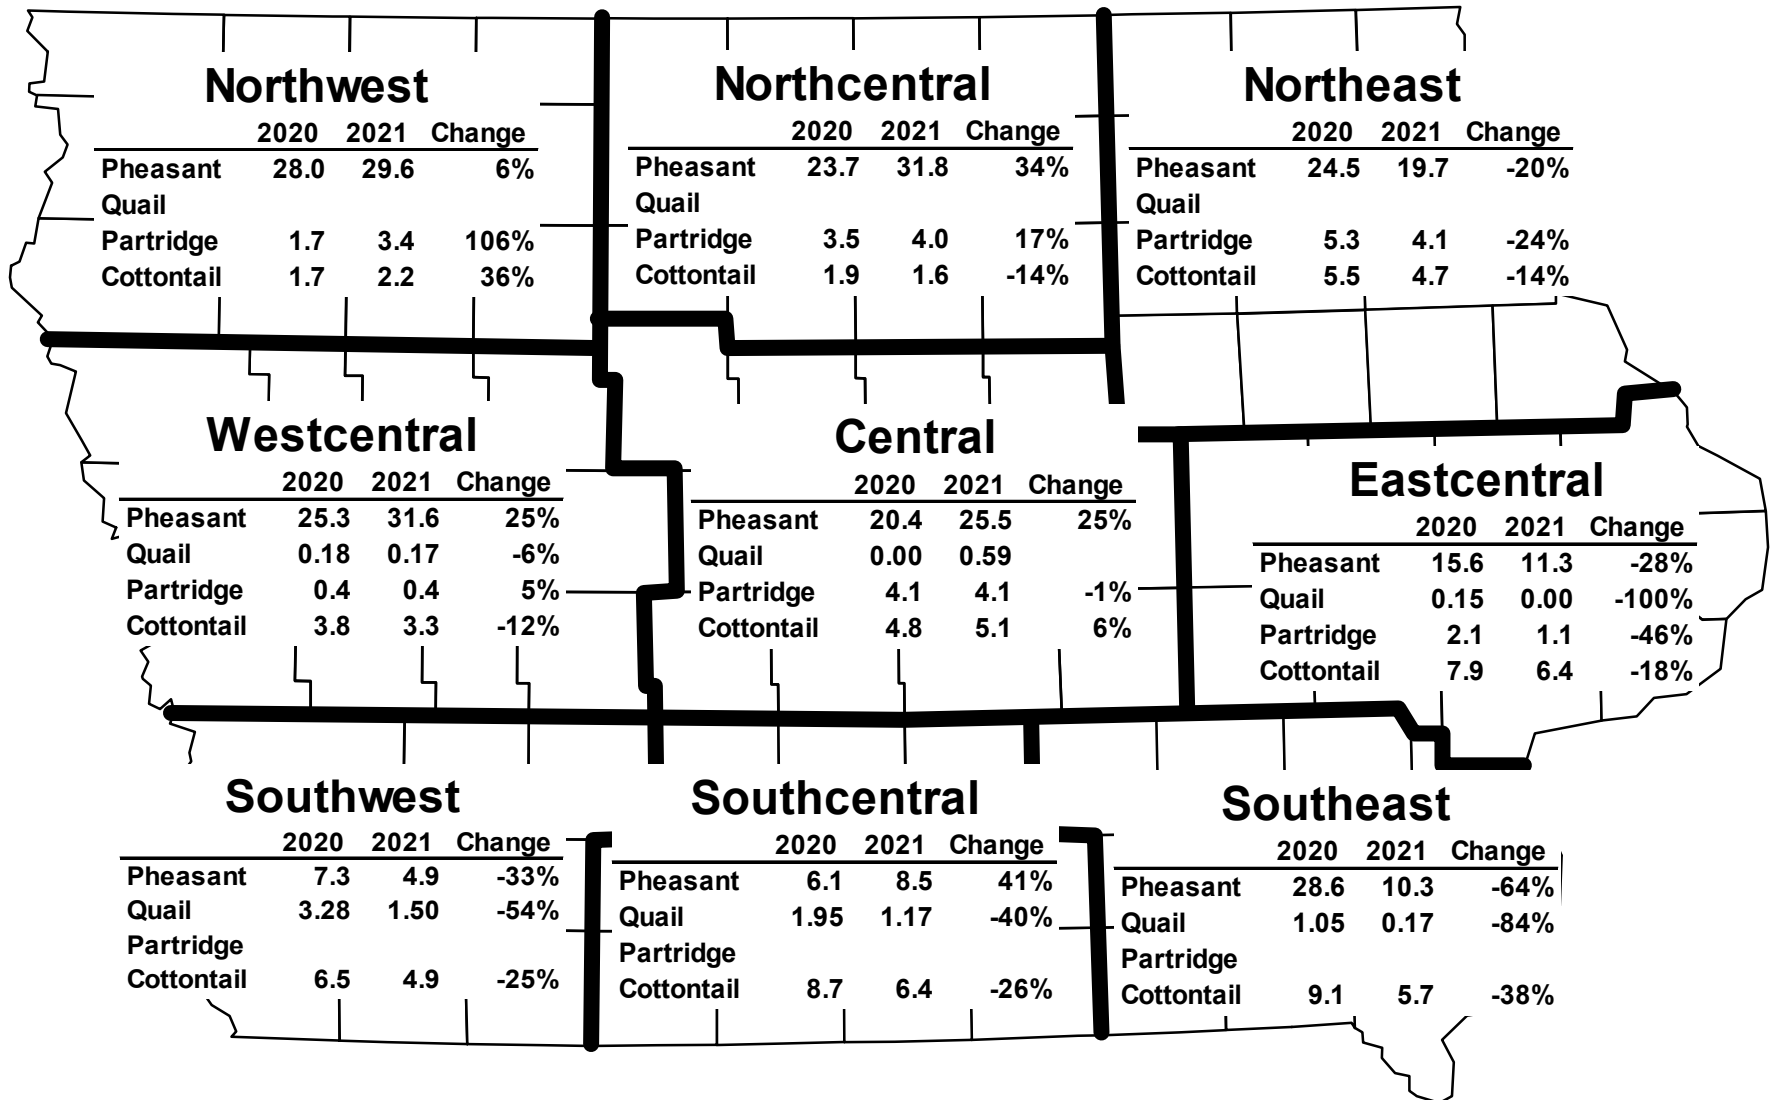 Northwest
2020 2021 Change
Pheasant 28.0 29.6 6%
Quail
Partridge 1.7 3.4 106%
Cottontail 1.7 2.2 36%
Northcentral
2020 2021 Change
Pheasant 23.7 31.8 34%
Quail
Partridge 3.5 4.0 17%
Cottontail 1.9 1.6 -14%
Northeast
2020 2021 Change
Pheasant 24.5 19.7 -20%
Quail
Partridge 5.3 4.1 -24%
Cottontail 5.5 4.7 -14%
Westcentral
2020 2021 Change
Pheasant 25.3 31.6 25%
Quail 0.18 0.17 -6%
Partridge 0.4 0.4 5%
Cottontail 3.8 3.3 -12%
Central
2020 2021 Change
Pheasant 20.4 25.5 25%
Quail 0.00 0.59
Partridge 4.1 4.1 -1%
Cottontail 4.8 5.1 6%
Eastcentral
2020 2021 Change
Pheasant 15.6 11.3 -28%
Quail 0.15 0.00 -100%
Partridge 2.1 1.1 -46%
Cottontail 7.9 6.4 -18%
Southwest
2020 2021 Change
Pheasant 7.3 4.9 -33%
Quail 3.28 1.50 -54%
Partridge
Cottontail 6.5 4.9 -25%
Southcentral
2020 2021 Change
Pheasant 6.1 8.5 41%
Quail 1.95 1.17 -40%
Partridge
Cottontail 8.7 6.4 -26%
Southeast
2020 2021 Change
Pheasant 28.6 10.3 -64%
Quail 1.05 0.17 -84%
Partridge
Cottontail 9.1 5.7 -38%